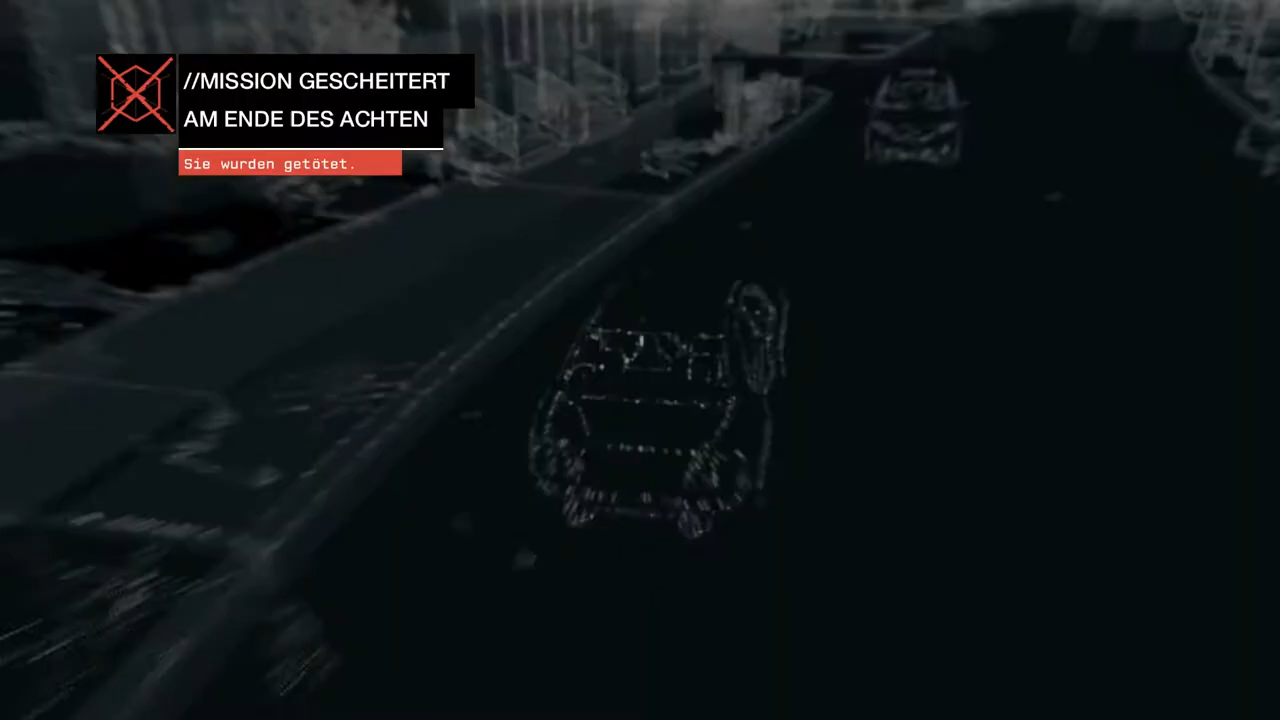 //MISSION GESCHEITERT
AM ENDE DES ACHTEN
Sie wurden getötet.